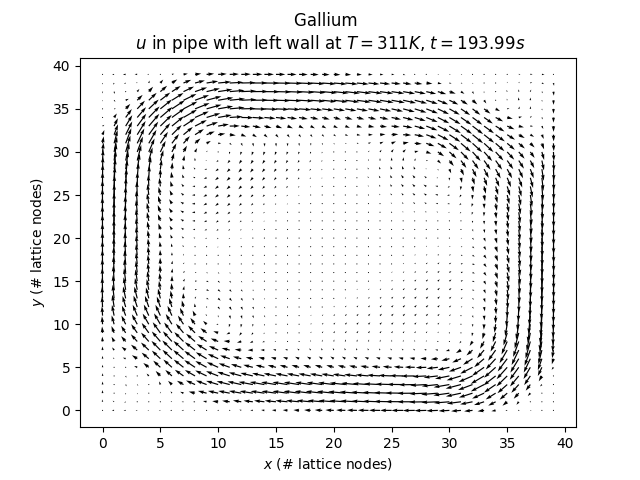 Gallium
u in pipe with left wall at T = 311K, t = 193.99s
40
35
30
25
20
15
10
5
0
y (# lattice nodes)
0 5 10 15 20 25 30 35 40
x (# lattice nodes)